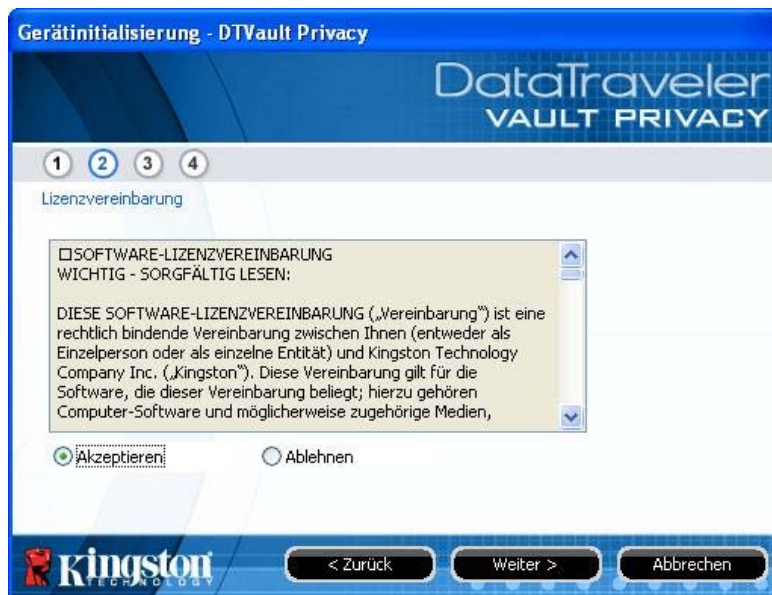 Gerätinitialisierung - DTVault Privacy
DataTraveler
VAULT PRIVACY
1 2 3 4
Lizenzvereinbarung
□SOFTWARE-LIZENZVEREINBARUNG
WICHTIG - SORGFÄLTIG LESEN:
DIESE SOFTWARE-LIZENZVEREINBARUNG („Vereinbarung") ist eine
rechtlich bindende Vereinbarung zwischen Ihnen (entweder als
Einzelperson oder als einzelne Entität) und Kingston Technology
Company Inc. („Kingston"). Diese Vereinbarung gilt für die
Software, die dieser Vereinbarung beliegt; hierzu gehören
Computer-Software und möglicherweise zugehörige Medien,
Akzeptieren
Ablehnen
Kingston
TECHNOLOGY
< Zurück
Weiter >
Abbrechen